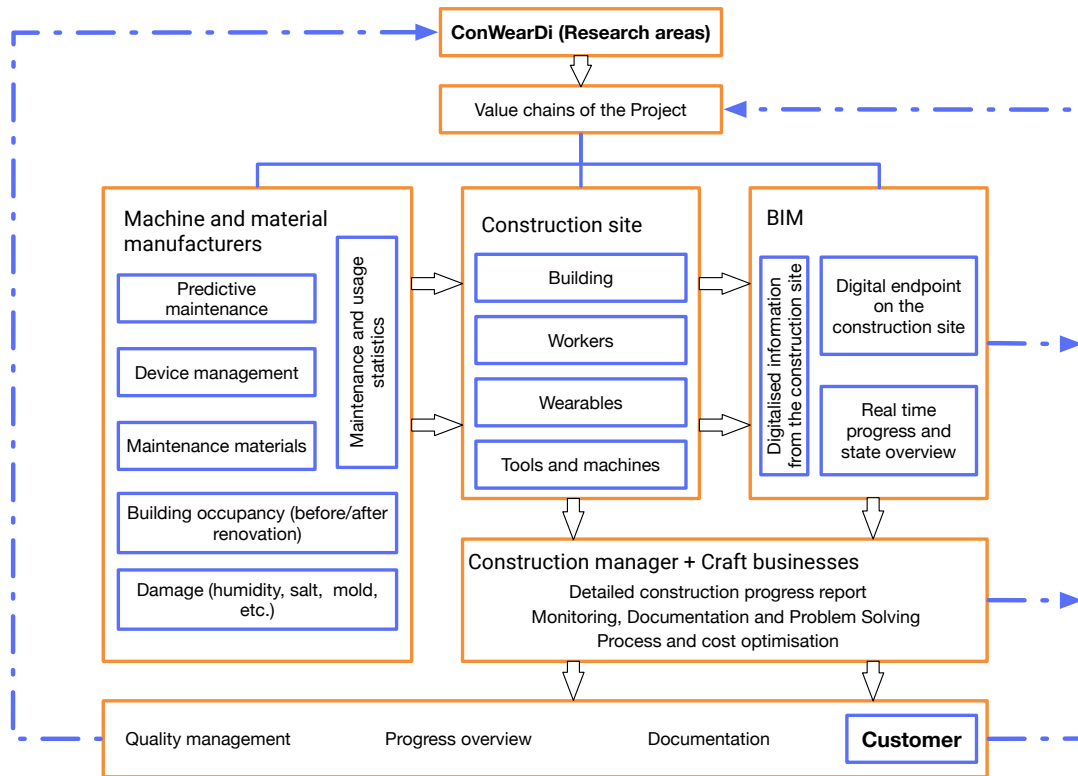 ConWearDi (Research areas)
Value chains of the Project
Machine and material
manufacturers
Predictive
maintenance
Device management
Maintenance materials
Building occupancy (before/after
renovation)
Damage (humidity, salt, mold,
etc.)
Maintenance and usage
statistics
Construction site
Building
Workers
Wearables
Tools and machines
BIM
Digitalised information
from the construction site
Digital endpoint
on the
construction site
Real time
progress and
state overview
Construction manager + Craft businesses
Detailed construction progress report
Monitoring, Documentation and Problem Solving
Process and cost optimisation
Quality management
Progress overview
Documentation
Customer